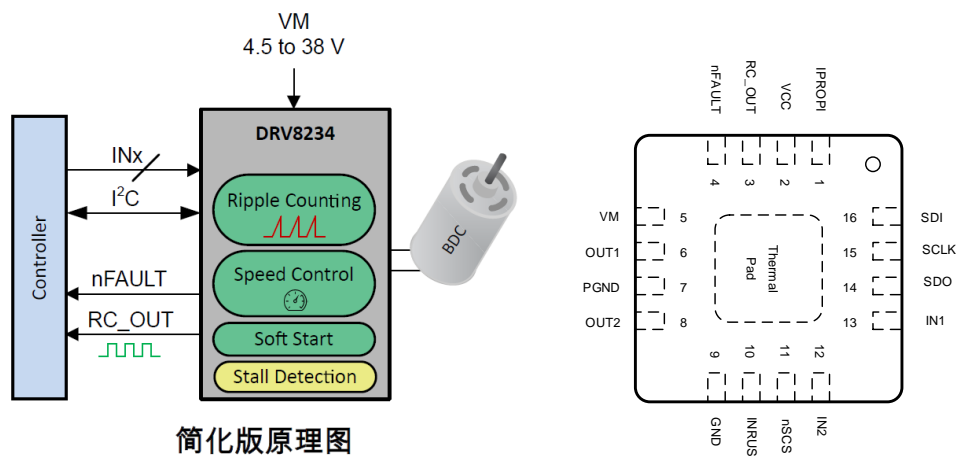 VM
4.5 to 38 V
DRV8234
Controller
INx
I²C
nFAULT
RC_OUT
Ripple Counting
Speed Control
Soft Start
Stall Detection
BDC
简化版原理图
nFAULT
RC_OUT
VCC
IPROPI
4
3
2
1
VM
5
OUT1
6
PGND
7
OUT2
8
Thermal
Pad
16
SDI
15
SCLK
14
SDO
13
IN1
9
10
11
12
GND
INRUS
nSCS
IN2